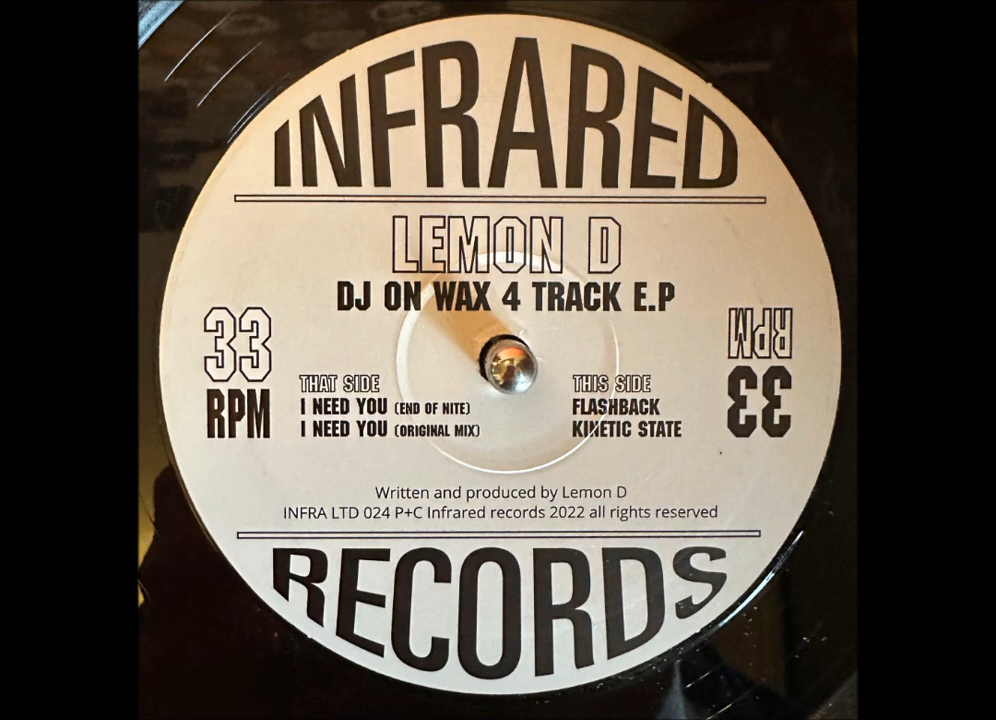 INFRARED
LEMON D
DJ ON WAX 4 TRACK E.P
33
RPM
THAT SIDE
I NEED YOU (END OF NITE)
I NEED YOU (ORIGINAL MIX)
THIS SIDE
FLASHBACK
KINETIC STATE
33
RPM
Written and produced by Lemon D
INFRA LTD 024 P+C Infrared records 2022 all rights reserved
RECORDS